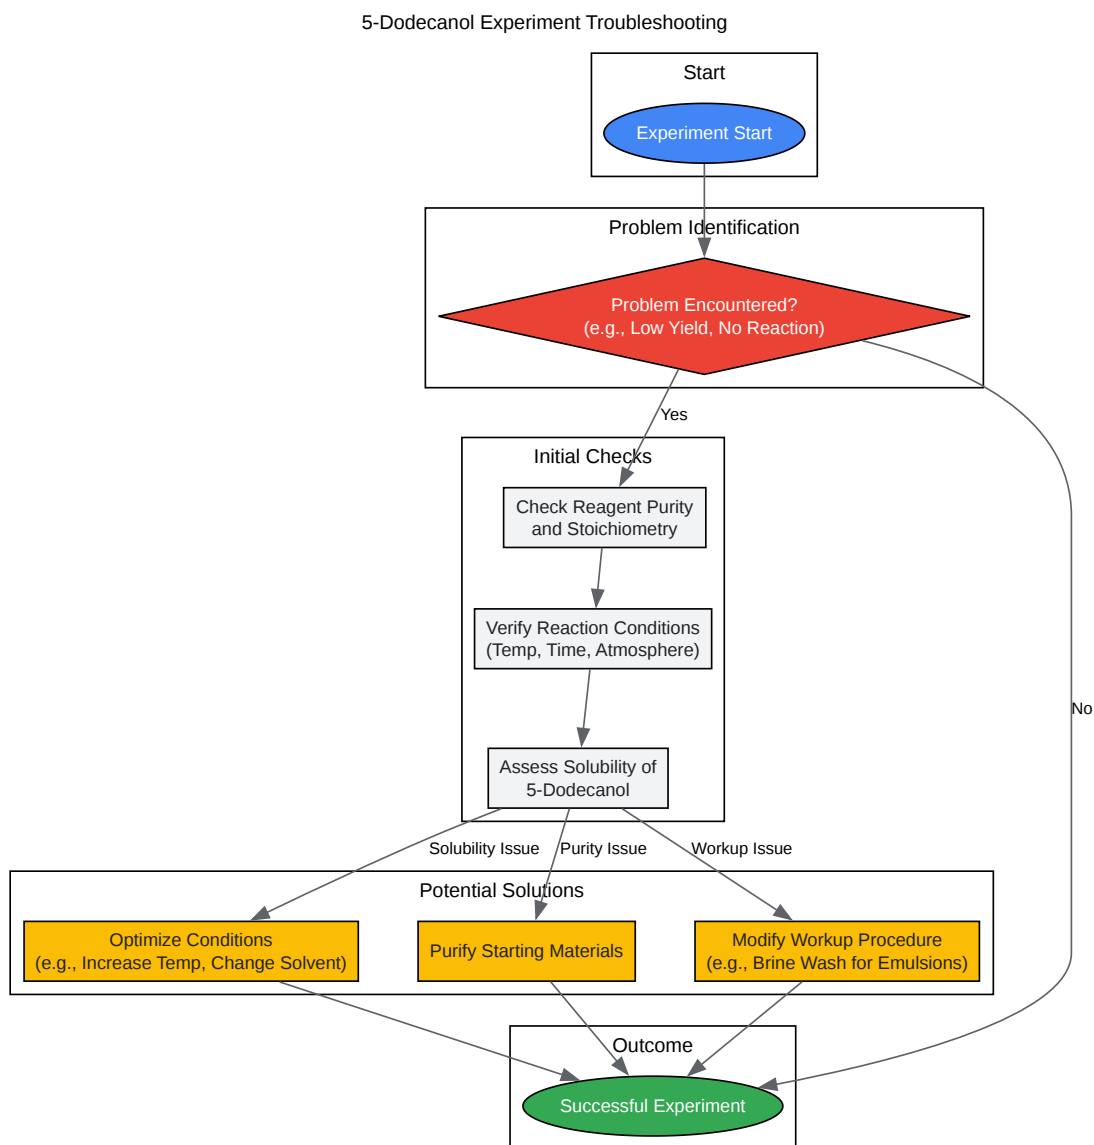 5-Dodecanol Experiment Troubleshooting
Start
Experiment Start
Problem Identification
Problem Encountered?
(e.g., Low Yield, No Reaction)
Yes
Initial Checks
Check Reagent Purity
and Stoichiometry
Verify Reaction Conditions
(Temp, Time, Atmosphere)
No
Assess Solubility of
5-Dodecanol
Solubility Issue
Purity Issue
Workup Issue
Potential Solutions
Optimize Conditions
(e.g., Increase Temp, Change Solvent)
Purify Starting Materials
Modify Workup Procedure
(e.g., Brine Wash for Emulsions)
Outcome
Successful Experiment